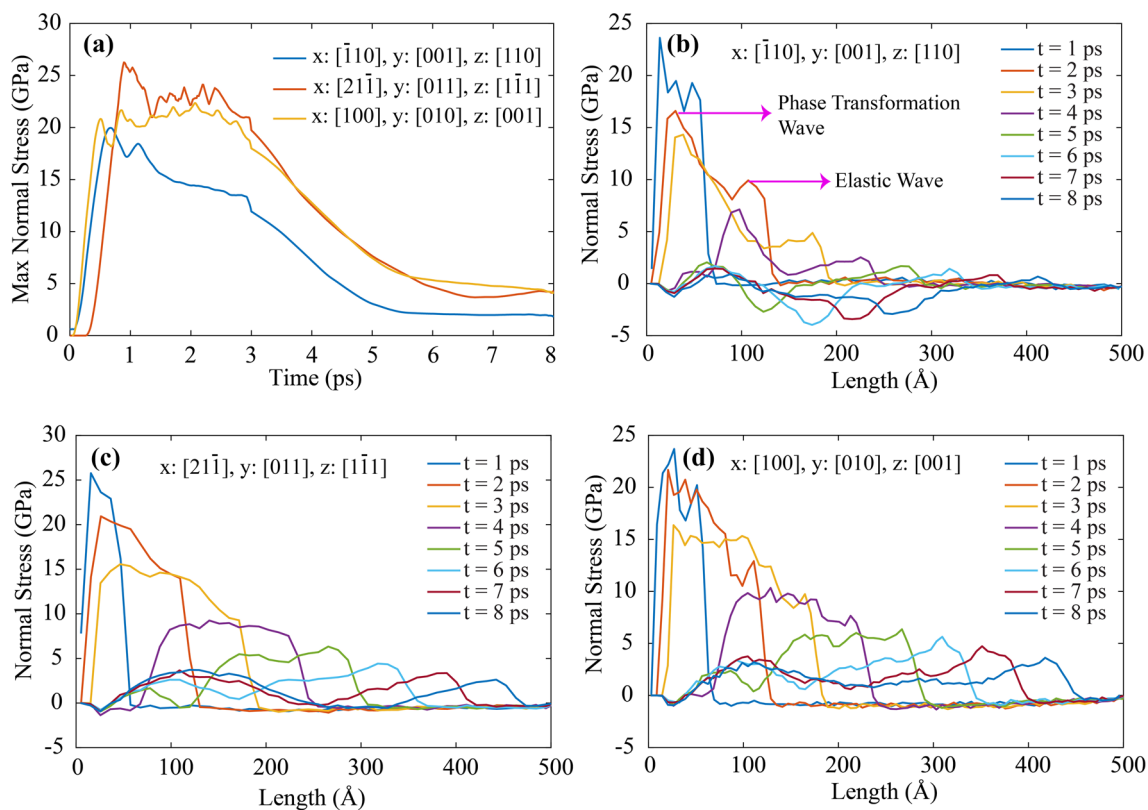 (a)
x: [1̄10], y: [001], z: [110]
x: [211̄], y: [011], z: [11̄1]
x: [100], y: [010], z: [001]
Max Normal Stress (GPa)
30
25
20
15
10
5
0
0 1 2 3 4 5 6 7 8
Time (ps)
(b)
x: [1̄10], y: [001], z: [110]
t = 1 ps
t = 2 ps
t = 3 ps
t = 4 ps
t = 5 ps
t = 6 ps
t = 7 ps
t = 8 ps
Phase Transformation
Wave
Elastic Wave
Normal Stress (GPa)
25
20
15
10
5
0
-5
0 100 200 300 400 500
Length (Å)
(c)
x: [211̄], y: [011], z: [11̄1]
t = 1 ps
t = 2 ps
t = 3 ps
t = 4 ps
t = 5 ps
t = 6 ps
t = 7 ps
t = 8 ps
Normal Stress (GPa)
30
25
20
15
10
5
0
-5
0 100 200 300 400 500
Length (Å)
(d)
x: [100], y: [010], z: [001]
t = 1 ps
t = 2 ps
t = 3 ps
t = 4 ps
t = 5 ps
t = 6 ps
t = 7 ps
t = 8 ps
Normal Stress (GPa)
25
20
15
10
5
0
-5
0 100 200 300 400 500
Length (Å)